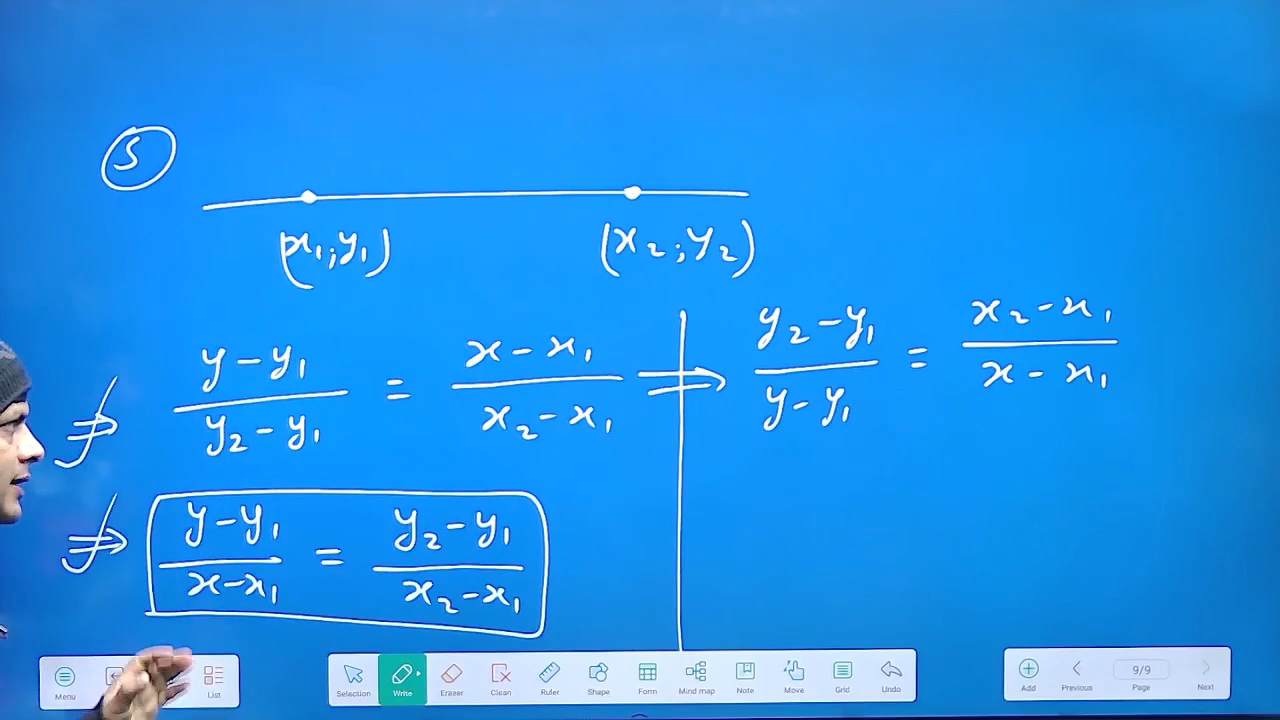 5
(x₁, y₁) (x₂, y₂)
⇒ (y - y₁)/(y₂ - y₁) = (x - x₁)/(x₂ - x₁) ⇒ (y₂ - y₁)/(y - y₁) = (x₂ - x₁)/(x - x₁)
⇒ (y - y₁)/(x - x₁) = (y₂ - y₁)/(x₂ - x₁)
Menu List Selection Write Eraser Clean Ruler Shape Form Mind map Note Move Grid Undo Add Previous 9/9 Page Next